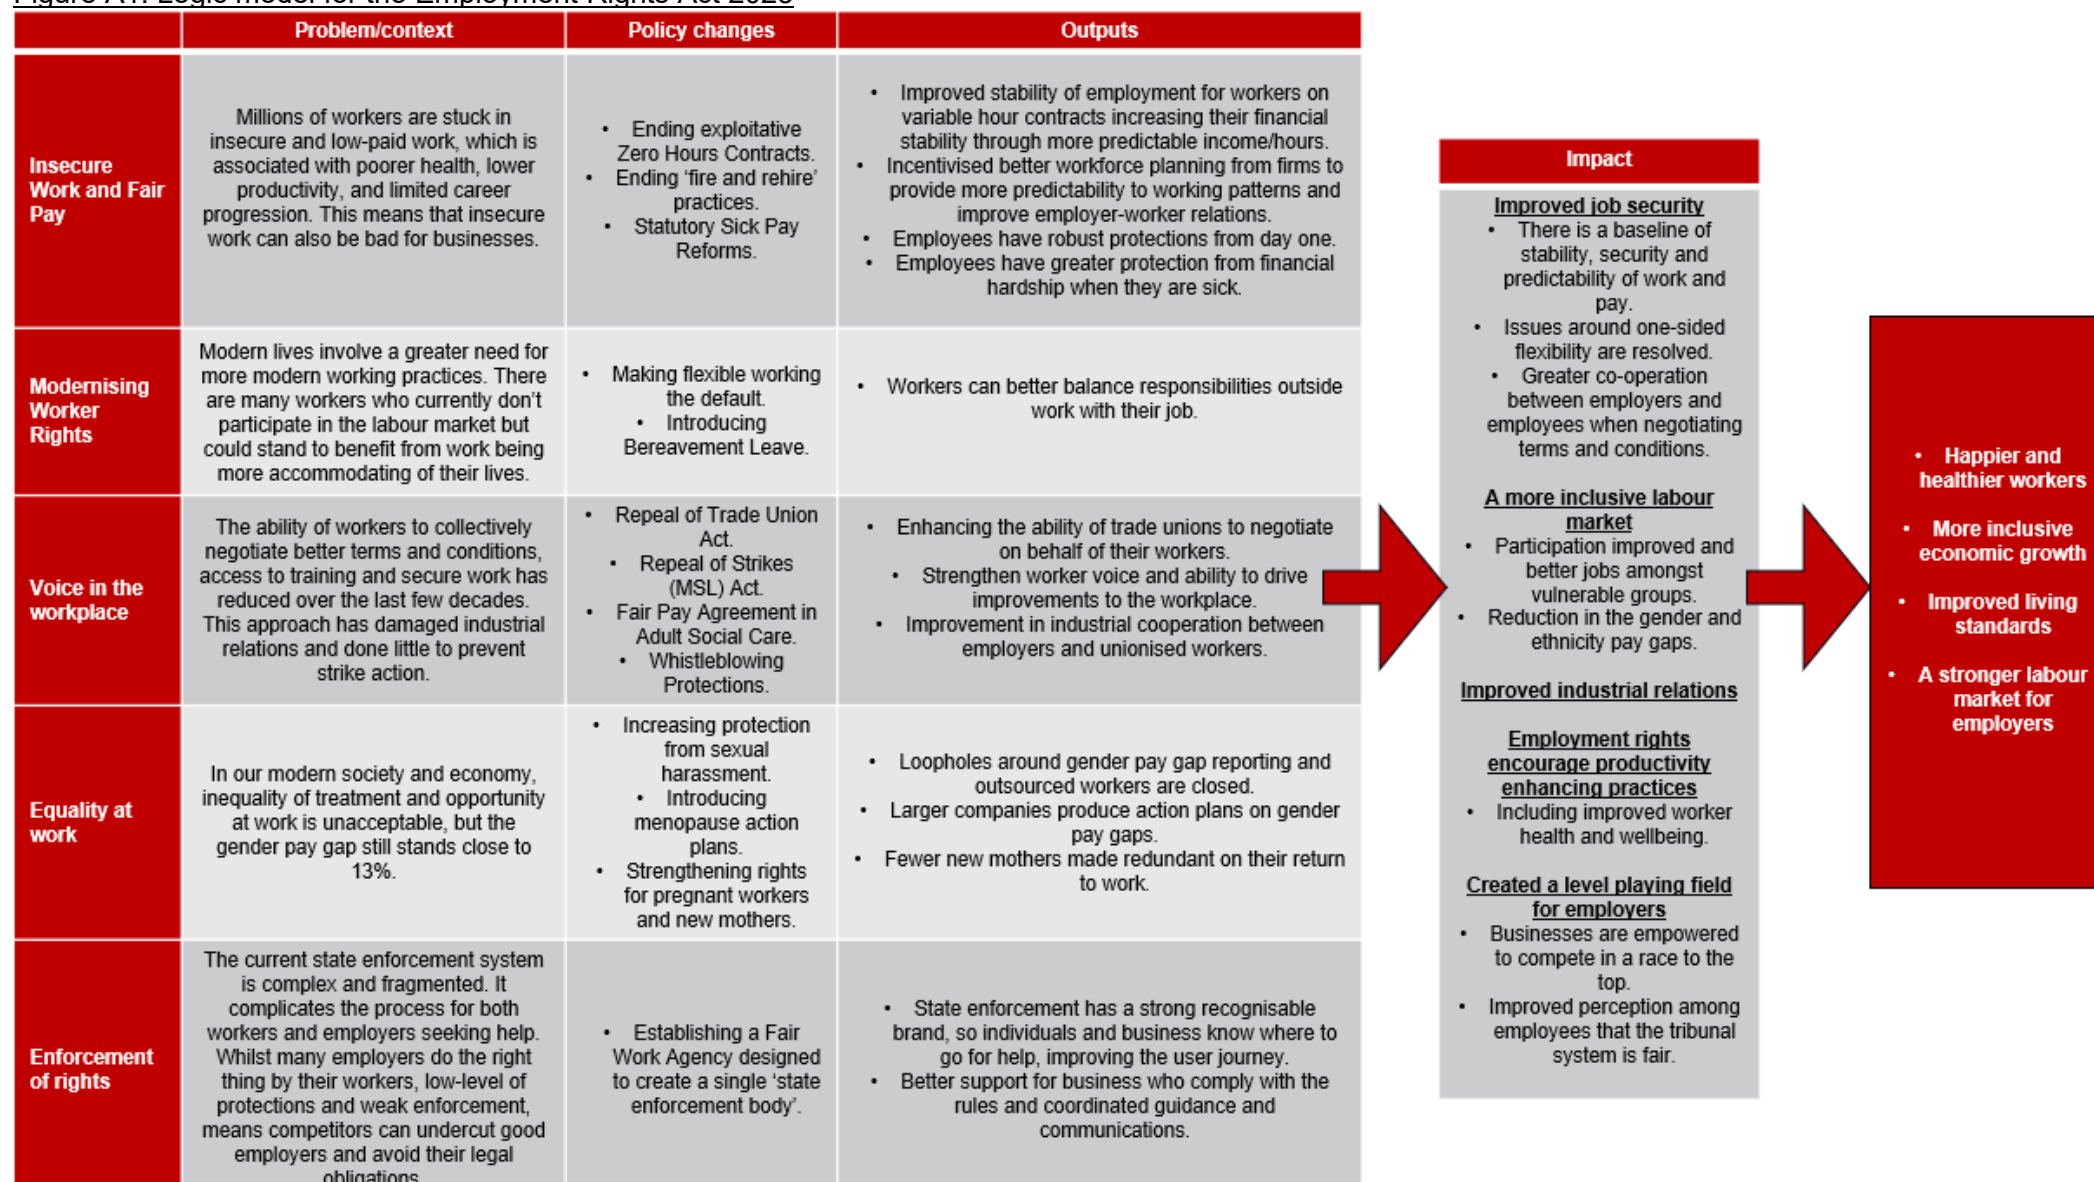 Figure A1: Logic model for the Employment Rights Act 2025
Problem/context
Policy changes
Outputs
Insecure
Work and Fair
Pay
Millions of workers are stuck in
insecure and low-paid work, which is
associated with poorer health, lower
productivity, and limited career
progression. This means that insecure
work can also be bad for businesses.
• Ending exploitative
Zero Hours Contracts.
• Ending ‘fire and rehire’
practices.
• Statutory Sick Pay
Reforms.
• Improved stability of employment for workers on
variable hour contracts increasing their financial
stability through more predictable income/hours.
• Incentivised better workforce planning from firms to
provide more predictability to working patterns and
improve employer-worker relations.
• Employees have robust protections from day one.
• Employees have greater protection from financial
hardship when they are sick.
Modernising
Worker
Rights
Modern lives involve a greater need for
more modern working practices. There
are many workers who currently don’t
participate in the labour market but
could stand to benefit from work being
more accommodating of their lives.
• Making flexible working
the default.
• Introducing
Bereavement Leave.
• Workers can better balance responsibilities outside
work with their job.
Voice in the
workplace
The ability of workers to collectively
negotiate better terms and conditions,
access to training and secure work has
reduced over the last few decades.
This approach has damaged industrial
relations and done little to prevent
strike action.
• Repeal of Trade Union
Act.
• Repeal of Strikes
(MSL) Act.
• Fair Pay Agreement in
Adult Social Care.
• Whistleblowing
Protections.
• Enhancing the ability of trade unions to negotiate
on behalf of their workers.
• Strengthen worker voice and ability to drive
improvements to the workplace.
• Improvement in industrial cooperation between
employers and unionised workers.
Equality at
work
In our modern society and economy,
inequality of treatment and opportunity
at work is unacceptable, but the
gender pay gap still stands close to
13%.
• Increasing protection
from sexual
harassment.
• Introducing
menopause action
plans.
• Strengthening rights
for pregnant workers
and new mothers.
• Loopholes around gender pay gap reporting and
outsourced workers are closed.
• Larger companies produce action plans on gender
pay gaps.
• Fewer new mothers made redundant on their return
to work.
Enforcement
of rights
The current state enforcement system
is complex and fragmented. It
complicates the process for both
workers and employers seeking help.
Whilst many employers do the right
thing by their workers, low-level of
protections and weak enforcement,
means competitors can undercut good
employers and avoid their legal
obligations
• Establishing a Fair
Work Agency designed
to create a single ‘state
enforcement body’.
• State enforcement has a strong recognisable
brand, so individuals and business know where to
go for help, improving the user journey.
• Better support for business who comply with the
rules and coordinated guidance and
communications.
Impact
Improved job security
• There is a baseline of
stability, security and
predictability of work and
pay.
• Issues around one-sided
flexibility are resolved.
• Greater co-operation
between employers and
employees when negotiating
terms and conditions.
A more inclusive labour
market
• Participation improved and
better jobs amongst
vulnerable groups.
• Reduction in the gender and
ethnicity pay gaps.
Improved industrial relations
Employment rights
encourage productivity
enhancing practices
• Including improved worker
health and wellbeing.
Created a level playing field
for employers
• Businesses are empowered
to compete in a race to the
top.
• Improved perception among
employees that the tribunal
system is fair.
• Happier and
healthier workers
• More inclusive
economic growth
• Improved living
standards
• A stronger labour
market for
employers